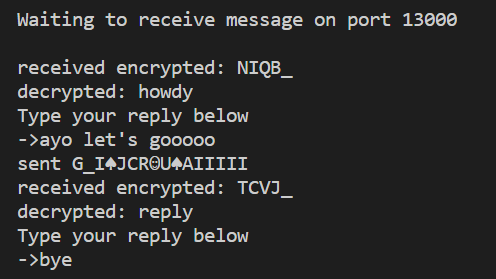 Waiting to receive message on port 13000
received encrypted: NIQB_
decrypted: howdy
Type your reply below
->ayo let's gooooo
sent G_I♠JCR☺U♠AIIIII
received encrypted: TCVJ_
decrypted: reply
Type your reply below
->bye